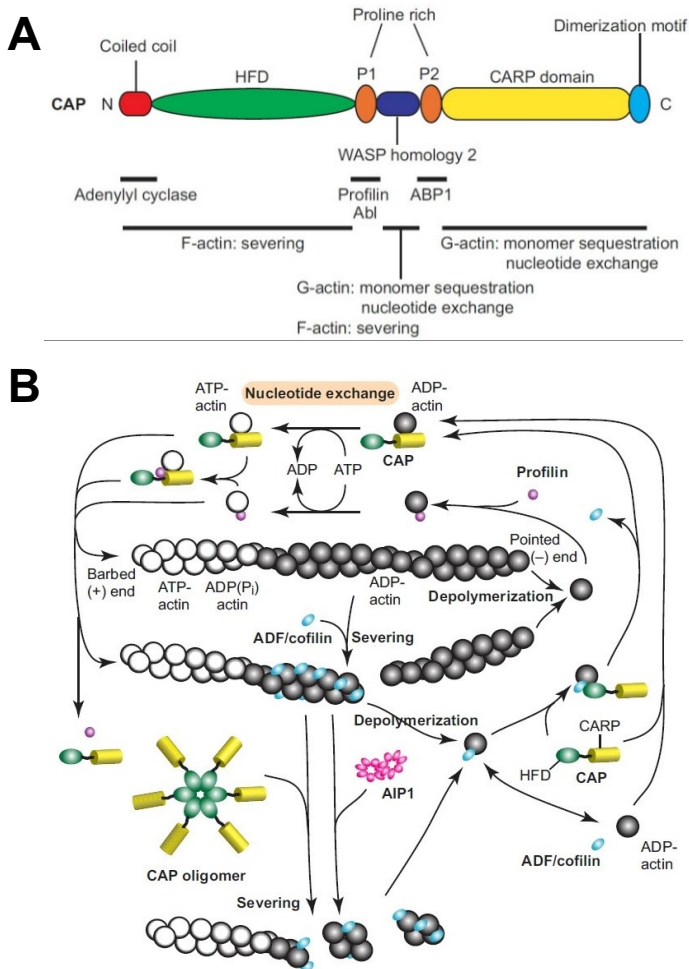 A
Proline rich
Dimerization motif
Coiled coil
HFD
P1
P2
CARP domain
CAP
N
C
WASP homology 2
Adenylyl cyclase
Profilin
Abl
ABP1
F-actin: severing
G-actin: monomer sequestration
nucleotide exchange
G-actin: monomer sequestration
nucleotide exchange
F-actin: severing
B
ATP-
actin
Nucleotide exchange
ADP-
actin
CAP
ADP
ATP
Profilin
Pointed
(–) end
Barbed
(+) end
ATP-
actin
ADP(Pi)
actin
ADP-
actin
Depolymerization
ADF/cofilin
Severing
Depolymerization
CARP
HFD
CAP
AIP1
CAP oligomer
ADF/cofilin
ADP-
actin
Severing